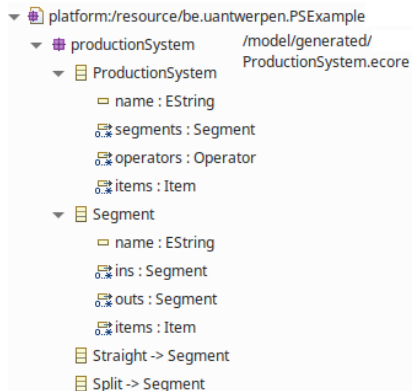 platform:/resource/be.uantwerpen.PSExample
/model/generated/
ProductionSystem.ecore
productionSystem
ProductionSystem
name : EString
segments : Segment
operators : Operator
items : Item
Segment
name : EString
ins : Segment
outs : Segment
items : Item
Straight -> Segment
Split -> Segment